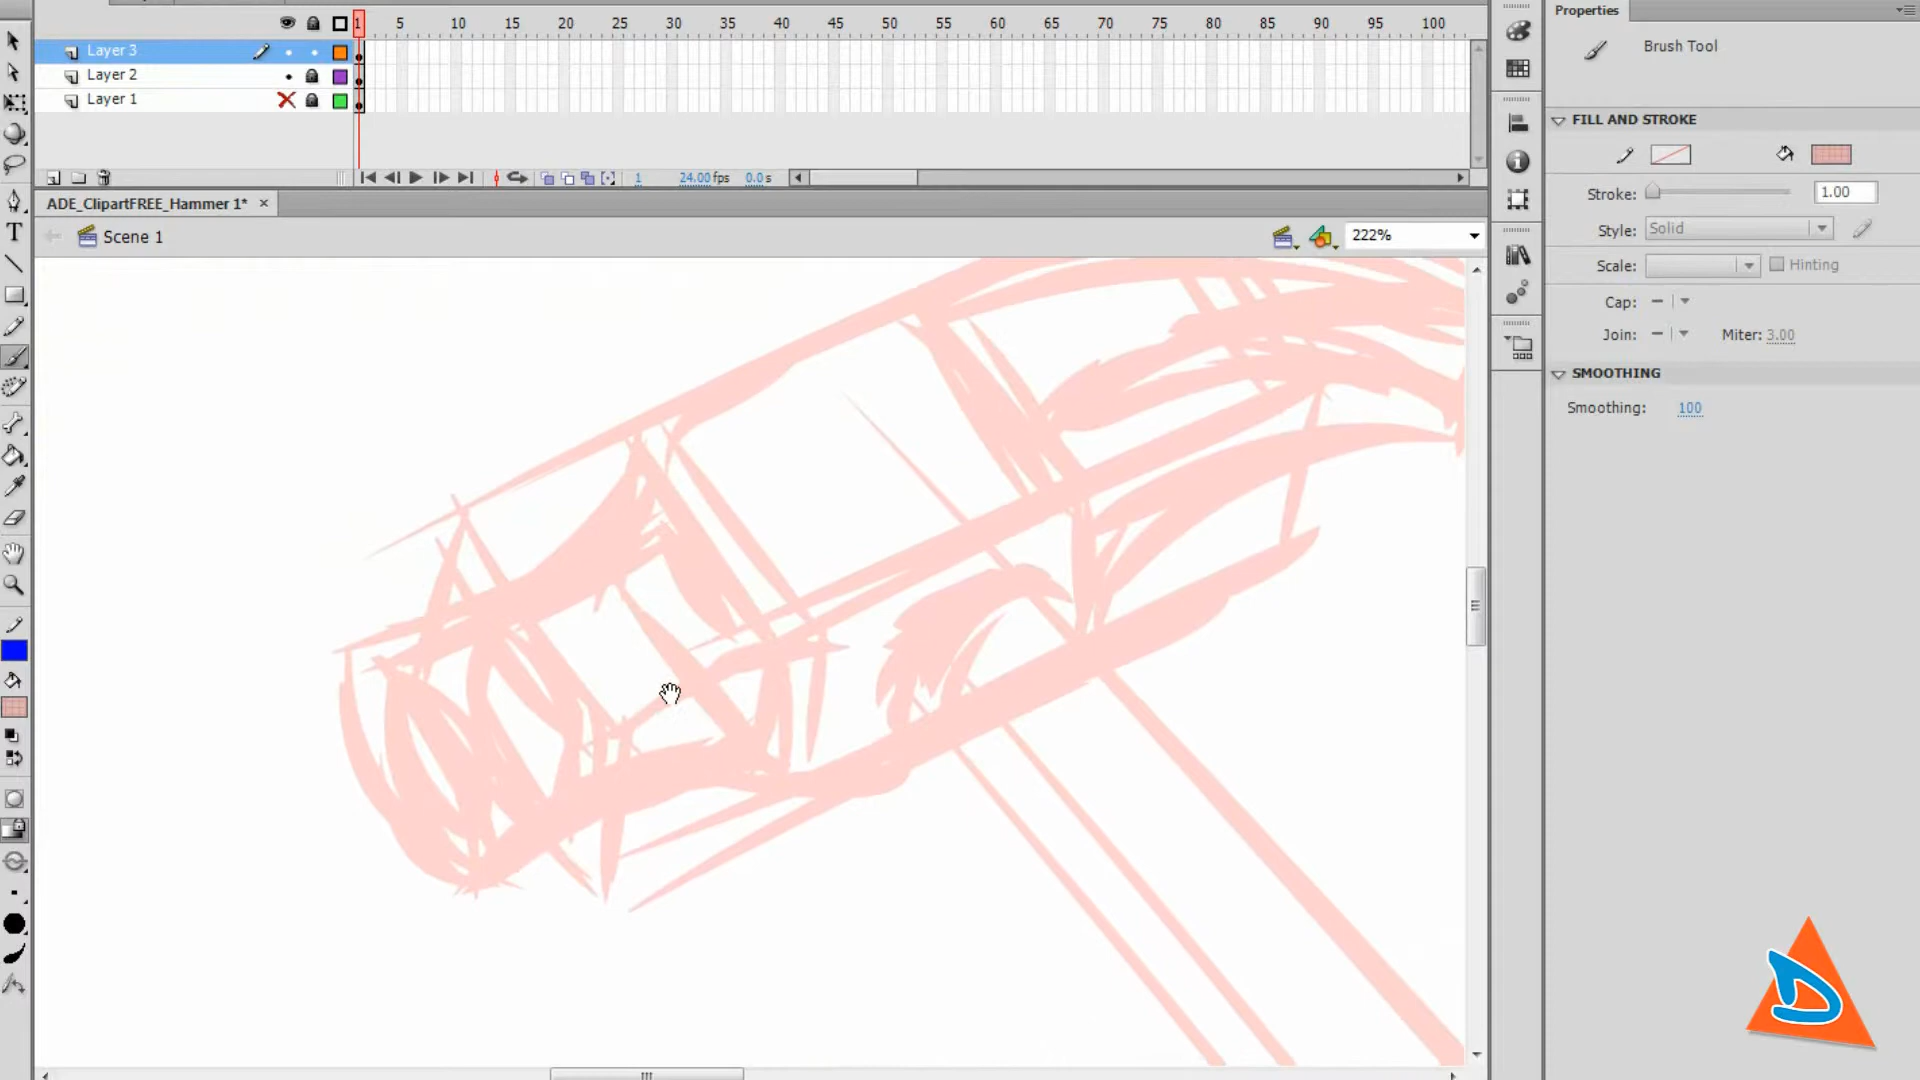 1 5 10 15 20 25 30 35 40 45 50 55 60 65 70 75 80 85 90 95 100
Layer 3
Layer 2
Layer 1
1 24.00 fps 0.0 s
ADE_ClipartFREE_Hammer 1* ×
Scene 1
222%
Properties
Brush Tool
FILL AND STROKE
Stroke: 1.00
Style: Solid
Scale: Hinting
Cap:
Join: Miter: 3.00
SMOOTHING
Smoothing: 100
T
D